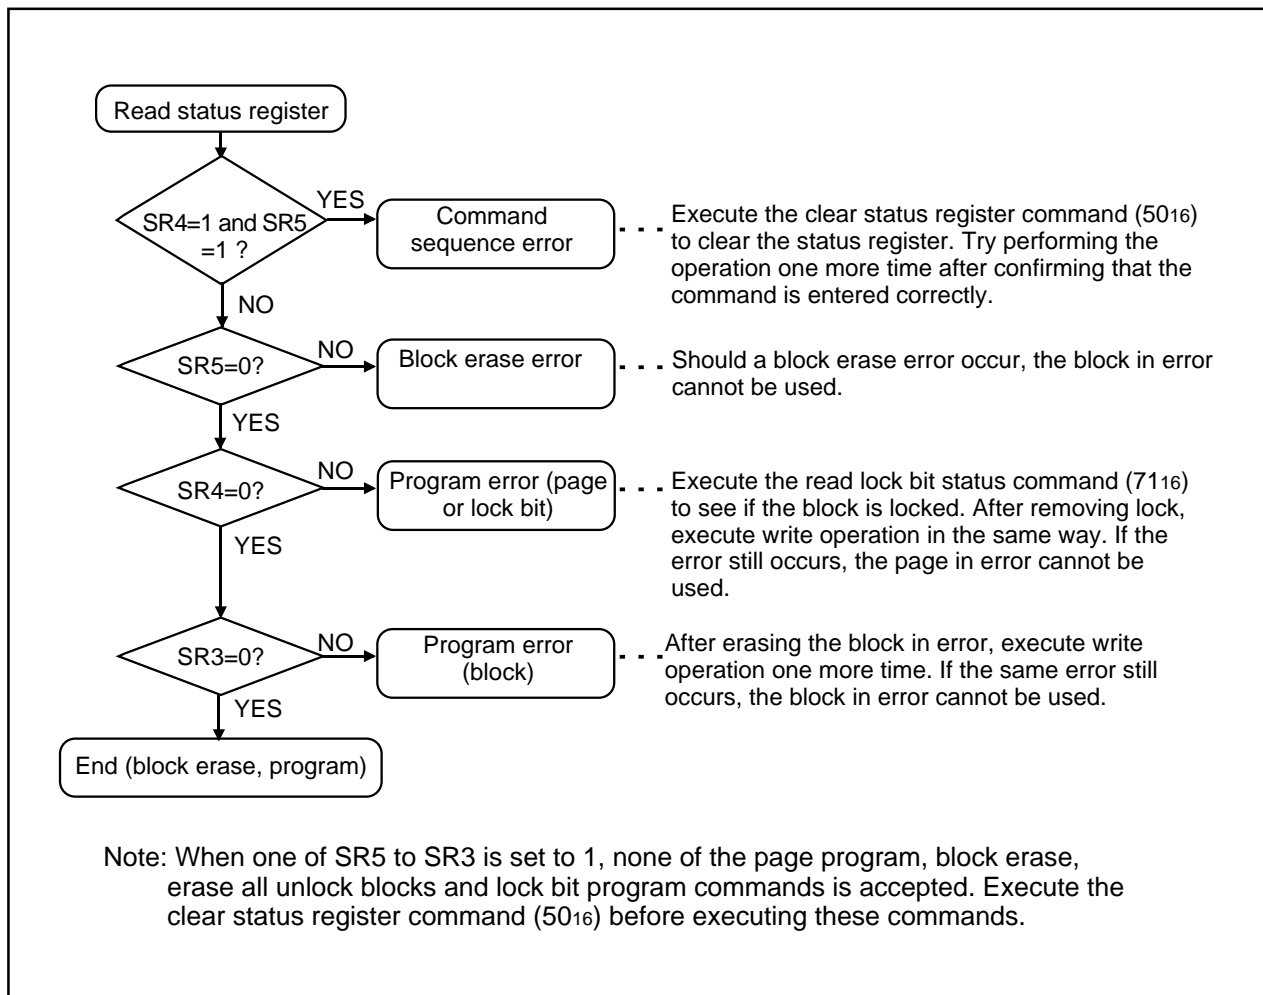 Read status register
SR4=1 and SR5
=1 ?
YES
Command
sequence error
Execute the clear status register command (5016)
to clear the status register. Try performing the
operation one more time after confirming that the
command is entered correctly.
NO
SR5=0?
NO
Block erase error
Should a block erase error occur, the block in error
cannot be used.
YES
SR4=0?
NO
Program error (page
or lock bit)
Execute the read lock bit status command (7116)
to see if the block is locked. After removing lock,
execute write operation in the same way. If the
error still occurs, the page in error cannot be
used.
YES
SR3=0?
NO
Program error
(block)
After erasing the block in error, execute write
operation one more time. If the same error still
occurs, the block in error cannot be used.
YES
End (block erase, program)
Note: When one of SR5 to SR3 is set to 1, none of the page program, block erase,
erase all unlock blocks and lock bit program commands is accepted. Execute the
clear status register command (5016) before executing these commands.